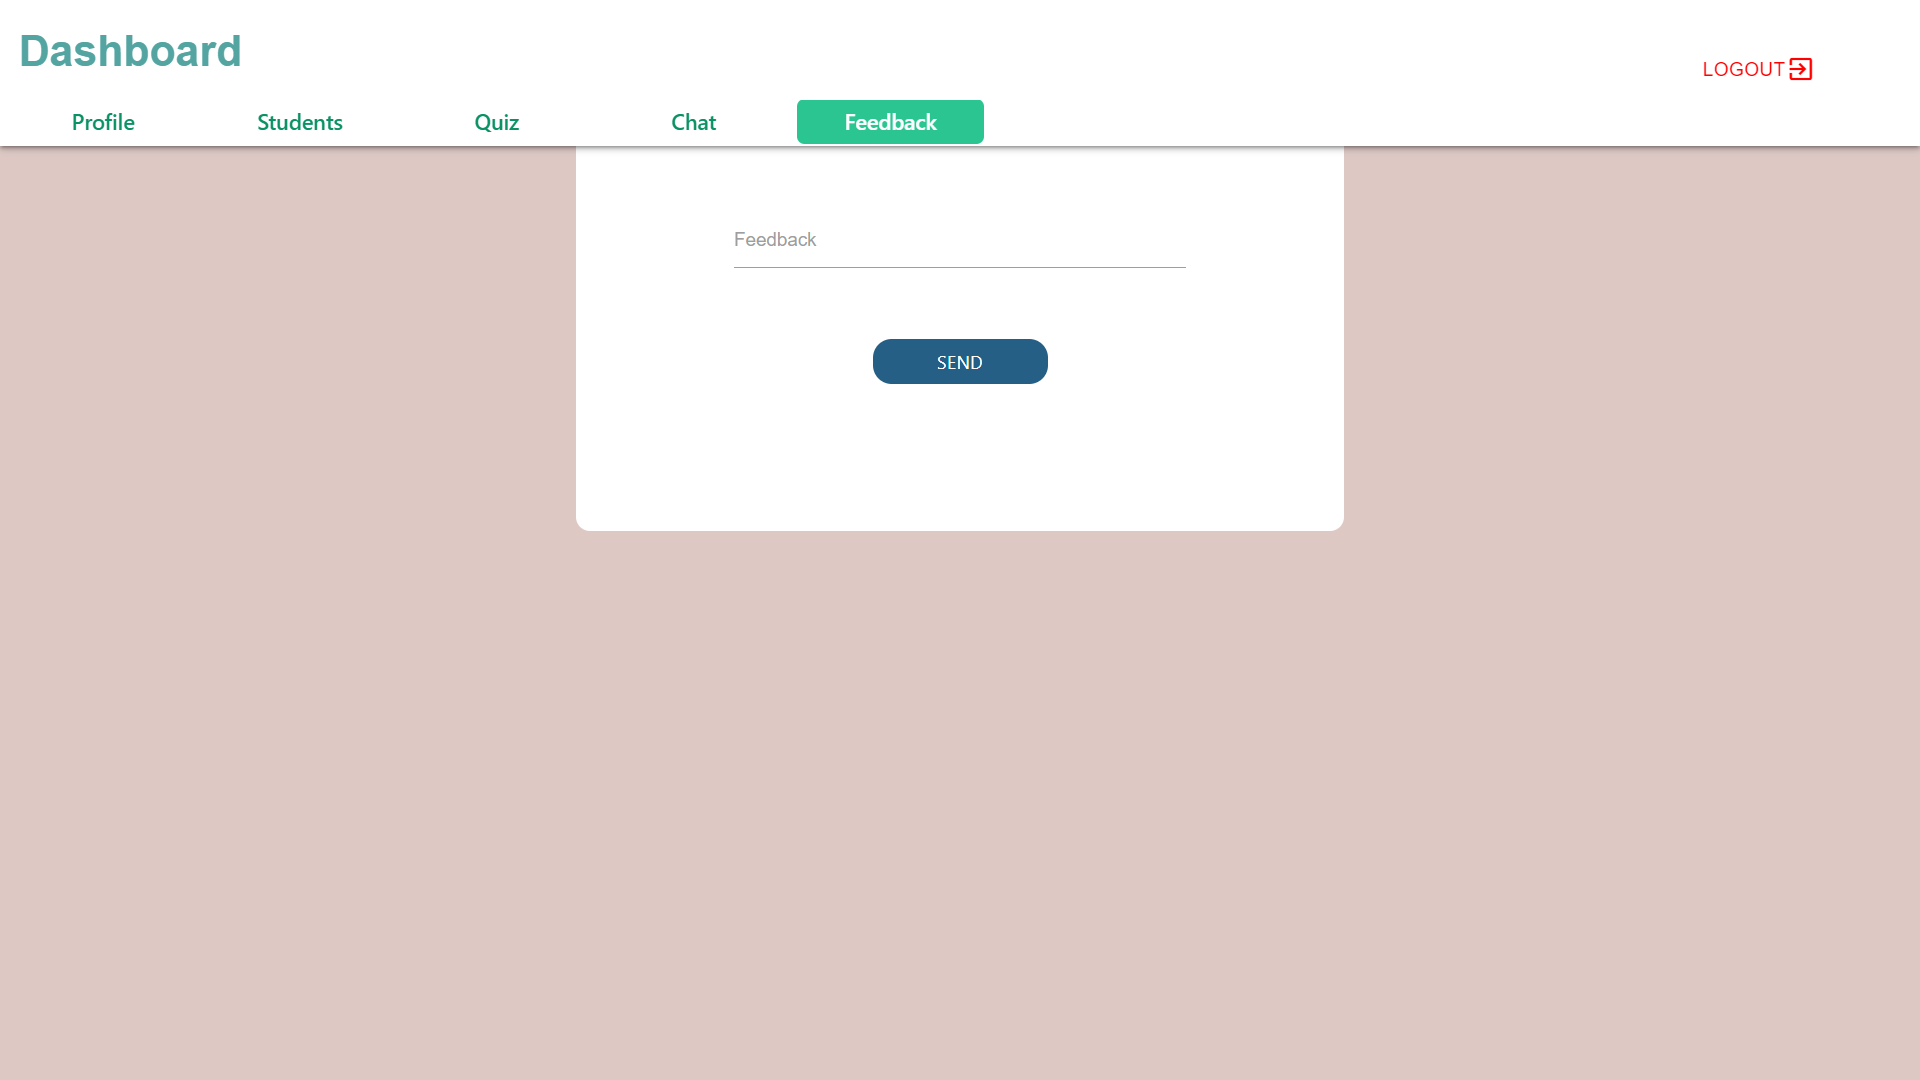 Dashboard
LOGOUT
Profile Students Quiz Chat Feedback
Feedback
SEND